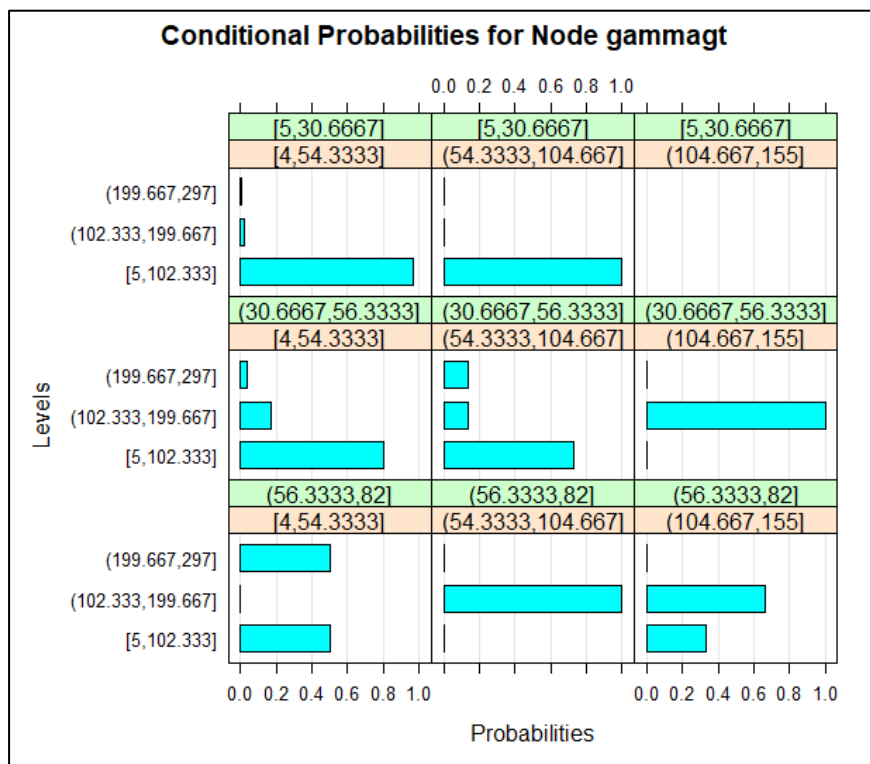 Conditional Probabilities for Node gammagt
0.0 0.2 0.4 0.6 0.8 1.0
[5,30.6667] [5,30.6667] [5,30.6667]
[4,54.3333] (54.3333,104.667] (104.667,155]
(199.667,297]
(102.333,199.667]
[5,102.333]
(30.6667,56.3333] (30.6667,56.3333] (30.6667,56.3333]
[4,54.3333] (54.3333,104.667] (104.667,155]
(199.667,297]
(102.333,199.667]
[5,102.333]
Levels
(56.3333,82] (56.3333,82] (56.3333,82]
[4,54.3333] (54.3333,104.667] (104.667,155]
(199.667,297]
(102.333,199.667]
[5,102.333]
0.0 0.2 0.4 0.6 0.8 1.0 0.0 0.2 0.4 0.6 0.8 1.0
Probabilities